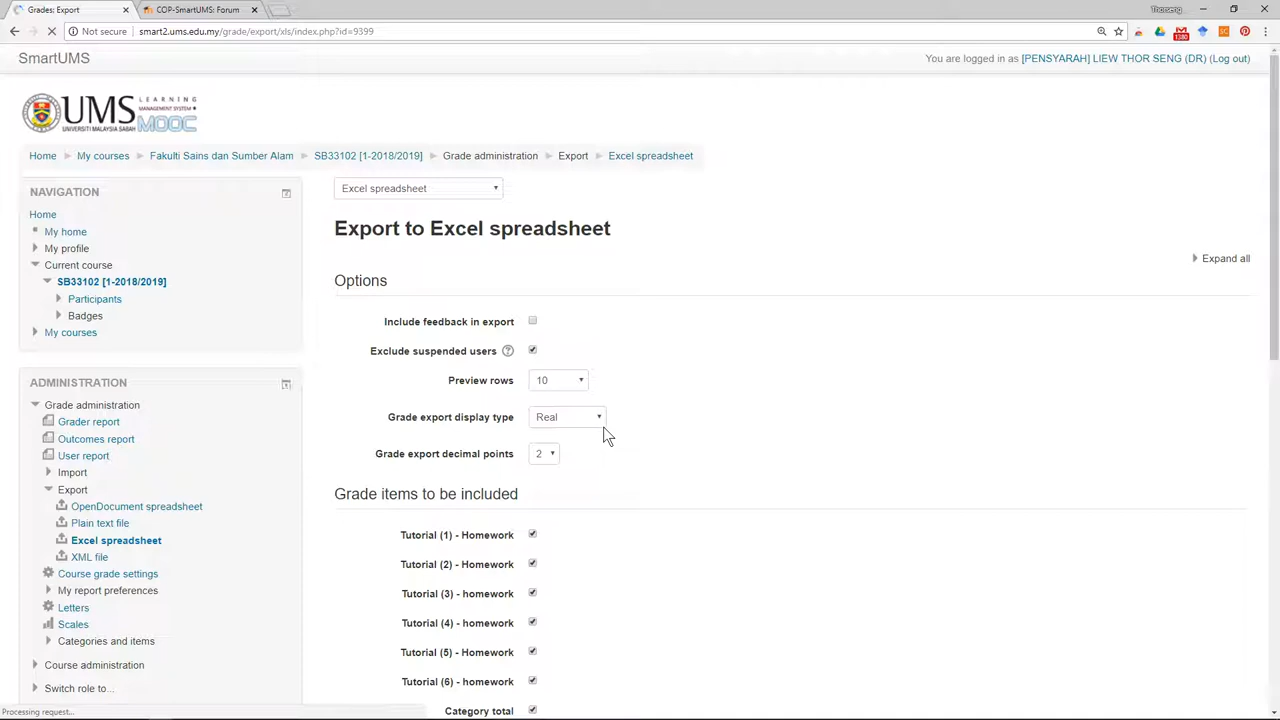 Grades: Export
COP-SmartUMS: Forum
Thorseng...
Not secure | smart2.ums.edu.my/grade/export/xls/index.php?id=9399
1380
SmartUMS
You are logged in as [PENSYARAH] LIEW THOR SENG (DR) (Log out)
UMS LEARNING MANAGEMENT SYSTEM MOOC
UNIVERSITI MALAYSIA SABAH
Home My courses Fakulti Sains dan Sumber Alam SB33102 [1-2018/2019] Grade administration Export Excel spreadsheet
NAVIGATION
Home
My home
My profile
Current course
SB33102 [1-2018/2019]
Participants
Badges
My courses
ADMINISTRATION
Grade administration
Grader report
Outcomes report
User report
Import
Export
OpenDocument spreadsheet
Plain text file
Excel spreadsheet
XML file
Course grade settings
My report preferences
Letters
Scales
Categories and items
Course administration
Switch role to...
Processing request...
Excel spreadsheet
Export to Excel spreadsheet
Expand all
Options
Include feedback in export
Exclude suspended users
Preview rows 10
Grade export display type Real
Grade export decimal points 2
Grade items to be included
Tutorial (1) - Homework
Tutorial (2) - Homework
Tutorial (3) - homework
Tutorial (4) - homework
Tutorial (5) - Homework
Tutorial (6) - homework
Category total